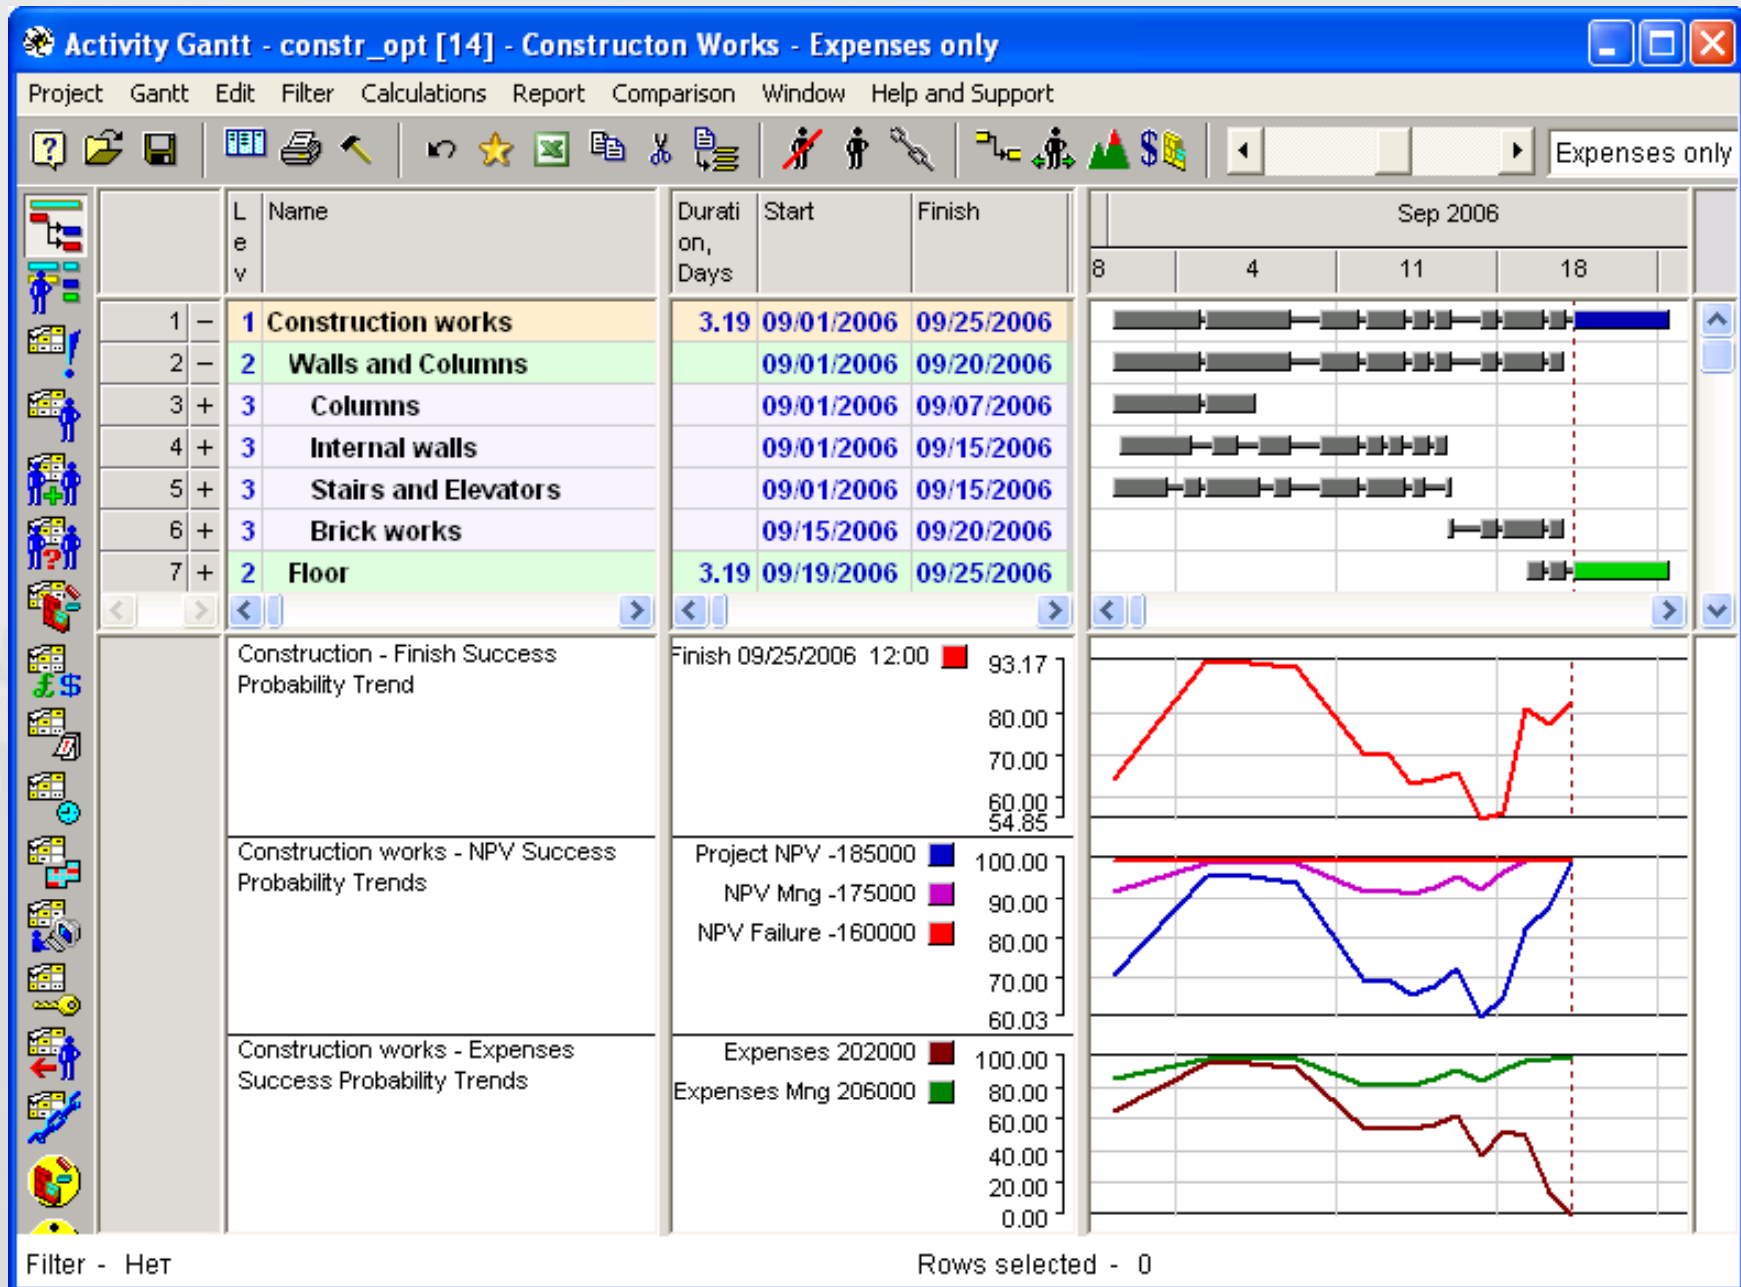 Activity Gantt - constr_opt [14] - Constructon Works - Expenses only
Project Gantt Edit Filter Calculations Report Comparison Window Help and Support
Expenses only
L
e
v
Name
Durati
on,
Days
Start
Finish
Sep 2006
8 4 11 18
1 − 1 Construction works 3.19 09/01/2006 09/25/2006
2 − 2 Walls and Columns 09/01/2006 09/20/2006
3 + 3 Columns 09/01/2006 09/07/2006
4 + 3 Internal walls 09/01/2006 09/15/2006
5 + 3 Stairs and Elevators 09/01/2006 09/15/2006
6 + 3 Brick works 09/15/2006 09/20/2006
7 + 2 Floor 3.19 09/19/2006 09/25/2006
Construction - Finish Success
Probability Trend
Finish 09/25/2006 12:00
93.17
80.00
70.00
60.00
54.85
Construction works - NPV Success
Probability Trends
Project NPV -185000
NPV Mng -175000
NPV Failure -160000
100.00
90.00
80.00
70.00
60.03
Construction works - Expenses
Success Probability Trends
Expenses 202000
Expenses Mng 206000
100.00
80.00
60.00
40.00
20.00
0.00
Filter - Нет
Rows selected - 0